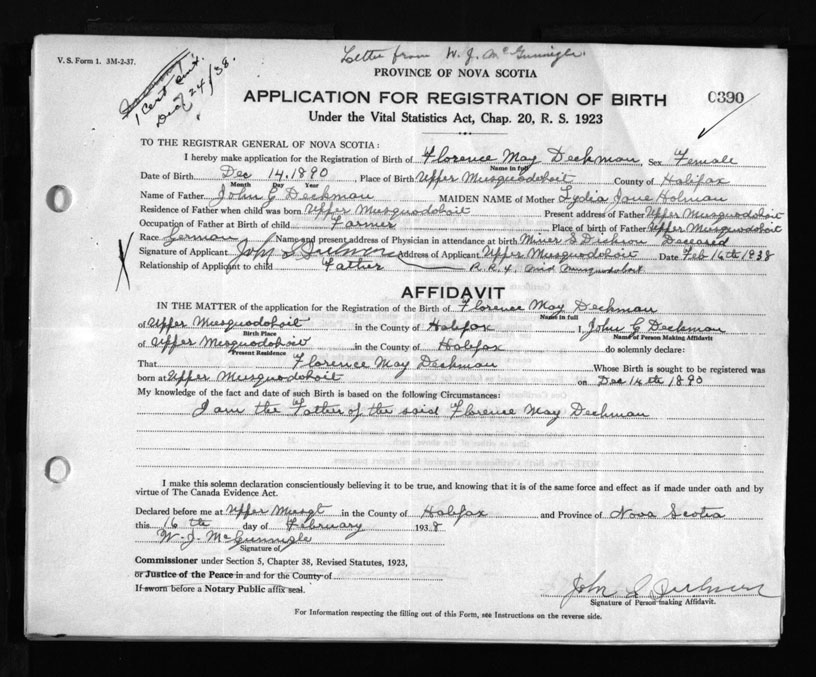 V. S. Form 1. 3M-2-37.
Letter from W. J. McGunnigle
1 Cert sent.
Dec 24/38.
PROVINCE OF NOVA SCOTIA
APPLICATION FOR REGISTRATION OF BIRTH
C390
Under the Vital Statistics Act, Chap. 20, R. S. 1923
TO THE REGISTRAR GENERAL OF NOVA SCOTIA:
I hereby make application for the Registration of Birth of Florence May Deckman, Sex Female
Name in full
Date of Birth Dec 14, 1890, Place of Birth Upper Musquodoboit County of Halifax
Month Day Year
Name of Father John E Deckman MAIDEN NAME of Mother Lydia Jane Holman
Residence of Father when child was born Upper Musquodoboit Present address of Father Upper Musquodoboit
Occupation of Father at Birth of child Farmer Place of birth of Father Upper Musquodoboit
Race German Name and present address of Physician in attendance at birth Miner S Dickson Deceased
Signature of Applicant John Address of Applicant Upper Musquodoboit Date Feb 16th 1938
Relationship of Applicant to child Father R.R.4. Mid Musquodoboit
AFFIDAVIT
IN THE MATTER of the application for the Registration of the Birth of Florence May Deckman
Name in full
of Upper Musquodoboit in the County of Halifax I, John E Deckman
Birth Place Name of Person Making Affidavit
of Upper Musquodoboit in the County of Halifax do solemnly declare:
Present Residence
That Florence May Deckman Whose Birth is sought to be registered was
born at Upper Musquodoboit on Dec 14th 1890
My knowledge of the fact and date of such Birth is based on the following Circumstances:
I am the Father of the said Florence May Deckman
I make this solemn declaration conscientiously believing it to be true, and knowing that it is of the same force and effect as if made under oath and by
virtue of The Canada Evidence Act.
Declared before me at Upper Musqt in the County of Halifax and Province of Nova Scotia
this 16th day of February 1938
W. J. McGunnigle
Signature of
Commissioner under Section 5, Chapter 38, Revised Statutes, 1923,
or Justice of the Peace in and for the County of
If sworn before a Notary Public affix seal.
John
Signature of Person making Affidavit.
For Information respecting the filling out of this Form, see Instructions on the reverse side.